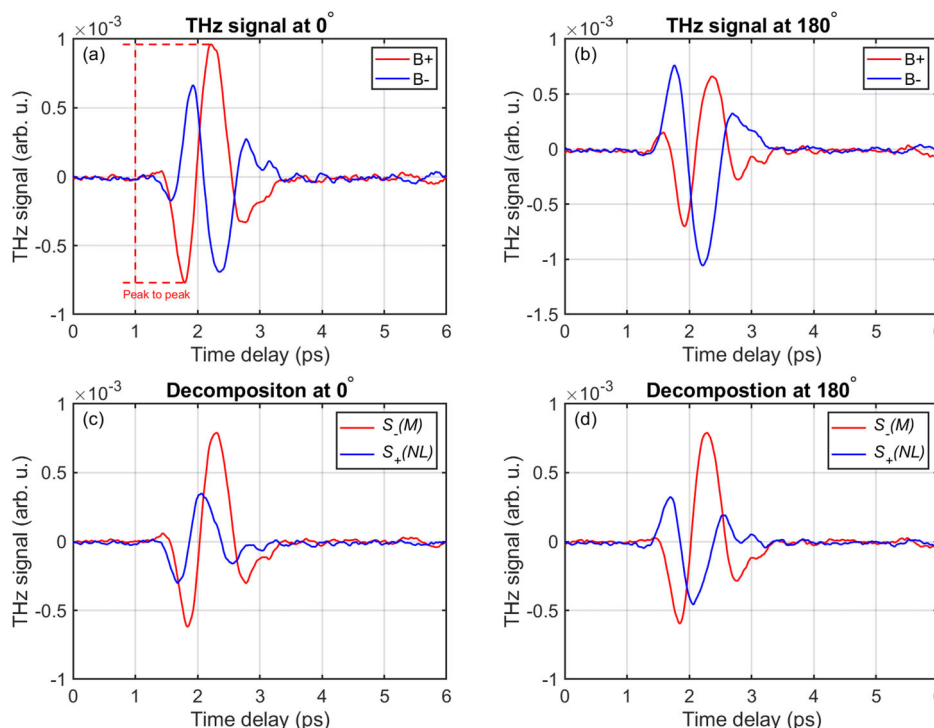 THz signal at 0°
×10⁻³
(a)
B+
B-
Peak to peak
THz signal (arb. u.)
1
0.5
0
-0.5
-1
0 1 2 3 4 5 6
Time delay (ps)
THz signal at 180°
×10⁻³
(b)
B+
B-
THz signal (arb. u.)
1
0.5
0
-0.5
-1
-1.5
0 1 2 3 4 5 6
Time delay (ps)
Decompositon at 0°
×10⁻³
(c)
S_(M)
S+(NL)
THz signal (arb. u.)
1
0.5
0
-0.5
-1
0 1 2 3 4 5 6
Time delay (ps)
Decompostion at 180°
×10⁻³
(d)
S_(M)
S+(NL)
THz signal (arb. u.)
1
0.5
0
-0.5
-1
0 1 2 3 4 5 6
Time delay (ps)